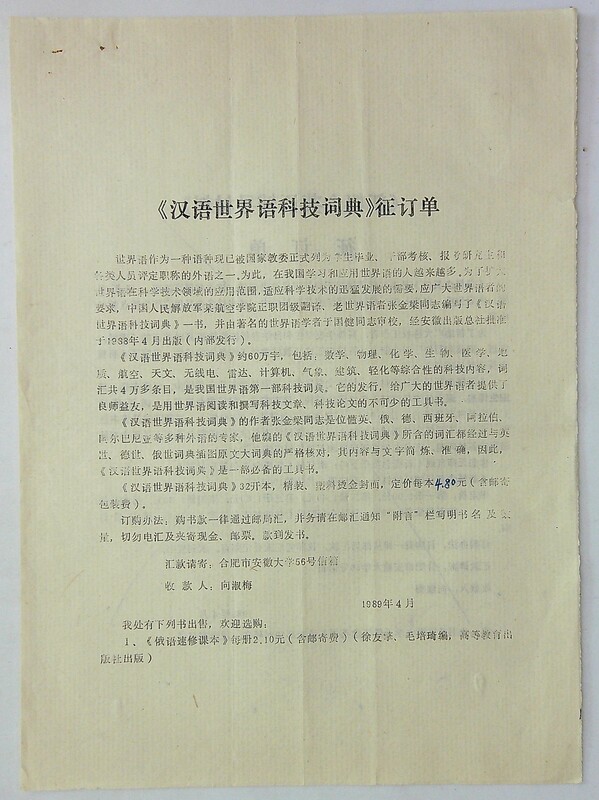 《汉语世界语科技词典》征订单
世界语作为一种语种现已被国家教委正式列为学生毕业、干部考核、报考研究生和
各类人员评定职称的外语之一。为此，在我国学习和应用世界语的人越来越多。为了扩大
世界语在科学技术领域的应用范围，适应科学技术的迅猛发展的需要，应广大世界语者的
要求，中国人民解放军某航空学院正职团级翻译、老世界语者张金梁同志编写了《汉语
世界语科技词典》一书，并由著名的世界语学者于国健同志审校，经安徽出版总社批准
于1988年4月出版（内部发行）。
《汉语世界语科技词典》约60万字，包括：数学、物理、化学、生物、医学、地
质、航空、天文、无线电、雷达、计算机、气象、建筑、轻化等综合性的科技内容，词
汇共4万多条目，是我国世界语第一部科技词典。它的发行，给广大的世界语者提供了
良师益友，是用世界语阅读和撰写科技文章、科技论文的不可少的工具书。
《汉语世界语科技词典》的作者张金梁同志是位懂英、俄、德、西班牙、阿拉伯、
阿尔巴尼亚等多种外语的专家，他编的《汉语世界语科技词典》所含的词汇都经过与英
世、德世、俄世词典插图原文大词典的严格核对，其内容与文字简炼、准确，因此，
《汉语世界语科技词典》是一部必备的工具书。
《汉语世界语科技词典》32开本，精装、塑料烫金封面，定价每本4.80元（含邮寄
包装费）。
订购办法：购书款一律通过邮局汇，并务请在邮汇通知“附言”栏写明书名及数
量，切勿电汇及夹寄现金、邮票。款到发书。
汇款请寄：合肥市安徽大学56号信箱
收款人：向淑梅
1989年4月
我处有下列书出售，欢迎选购：
1、《俄语速修课本》每册2.10元（含邮寄费）（徐友 、毛培琦编，高等教育出
版社出版）